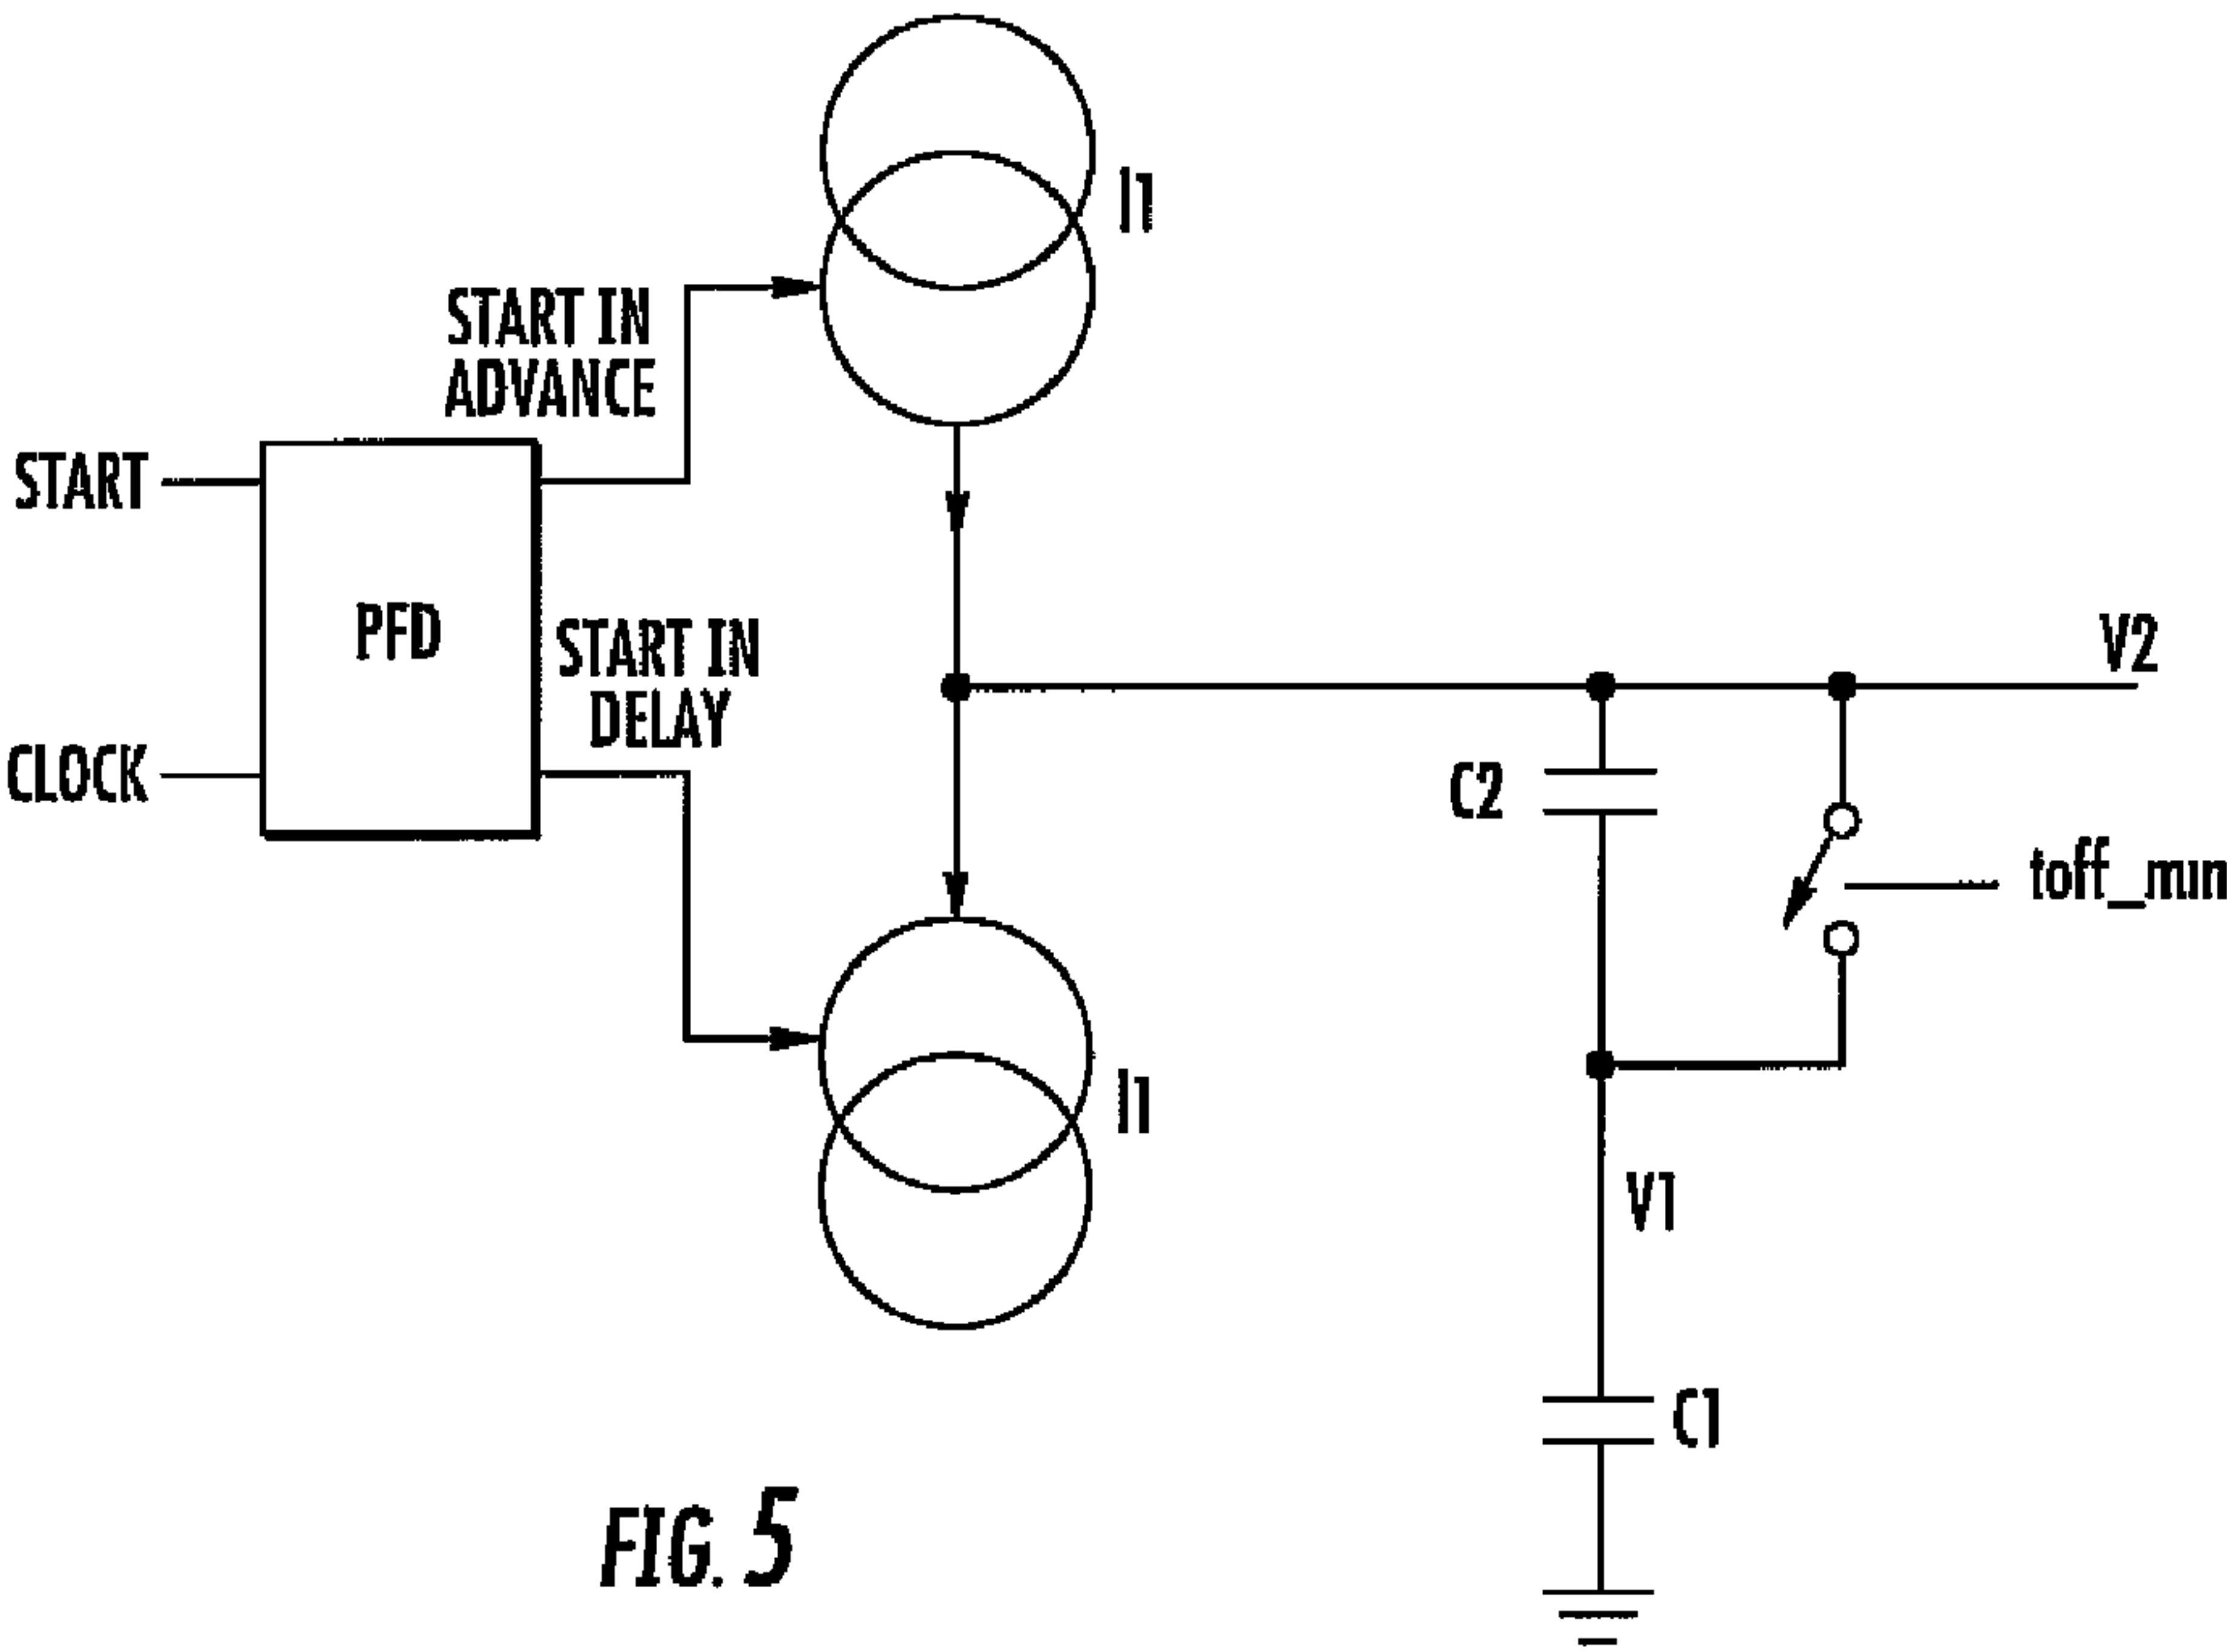 I1
START IN
ADVANCE
START
PFD
START IN
DELAY
CLOCK
V2
C2
toff_min
I1
V1
C1
FIG. 5